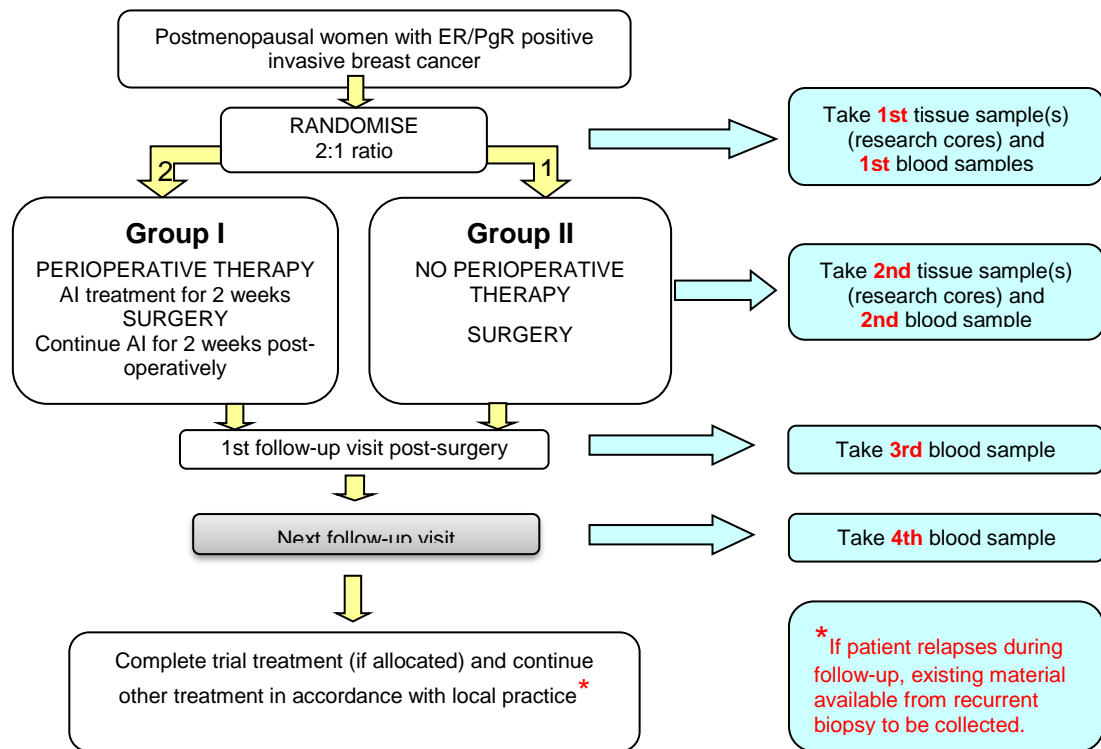 Postmenopausal women with ER/PgR positive
invasive breast cancer
RANDOMISE
2:1 ratio
Take 1st tissue sample(s)
(research cores) and
1st blood samples
2
1
Group I
PERIOPERATIVE THERAPY
AI treatment for 2 weeks
SURGERY
Continue AI for 2 weeks post-
operatively
Group II
NO PERIOPERATIVE
THERAPY
SURGERY
Take 2nd tissue sample(s)
(research cores) and
2nd blood sample
1st follow-up visit post-surgery
Take 3rd blood sample
Next follow-up visit
Take 4th blood sample
Complete trial treatment (if allocated) and continue
other treatment in accordance with local practice*
*If patient relapses during
follow-up, existing material
available from recurrent
biopsy to be collected.